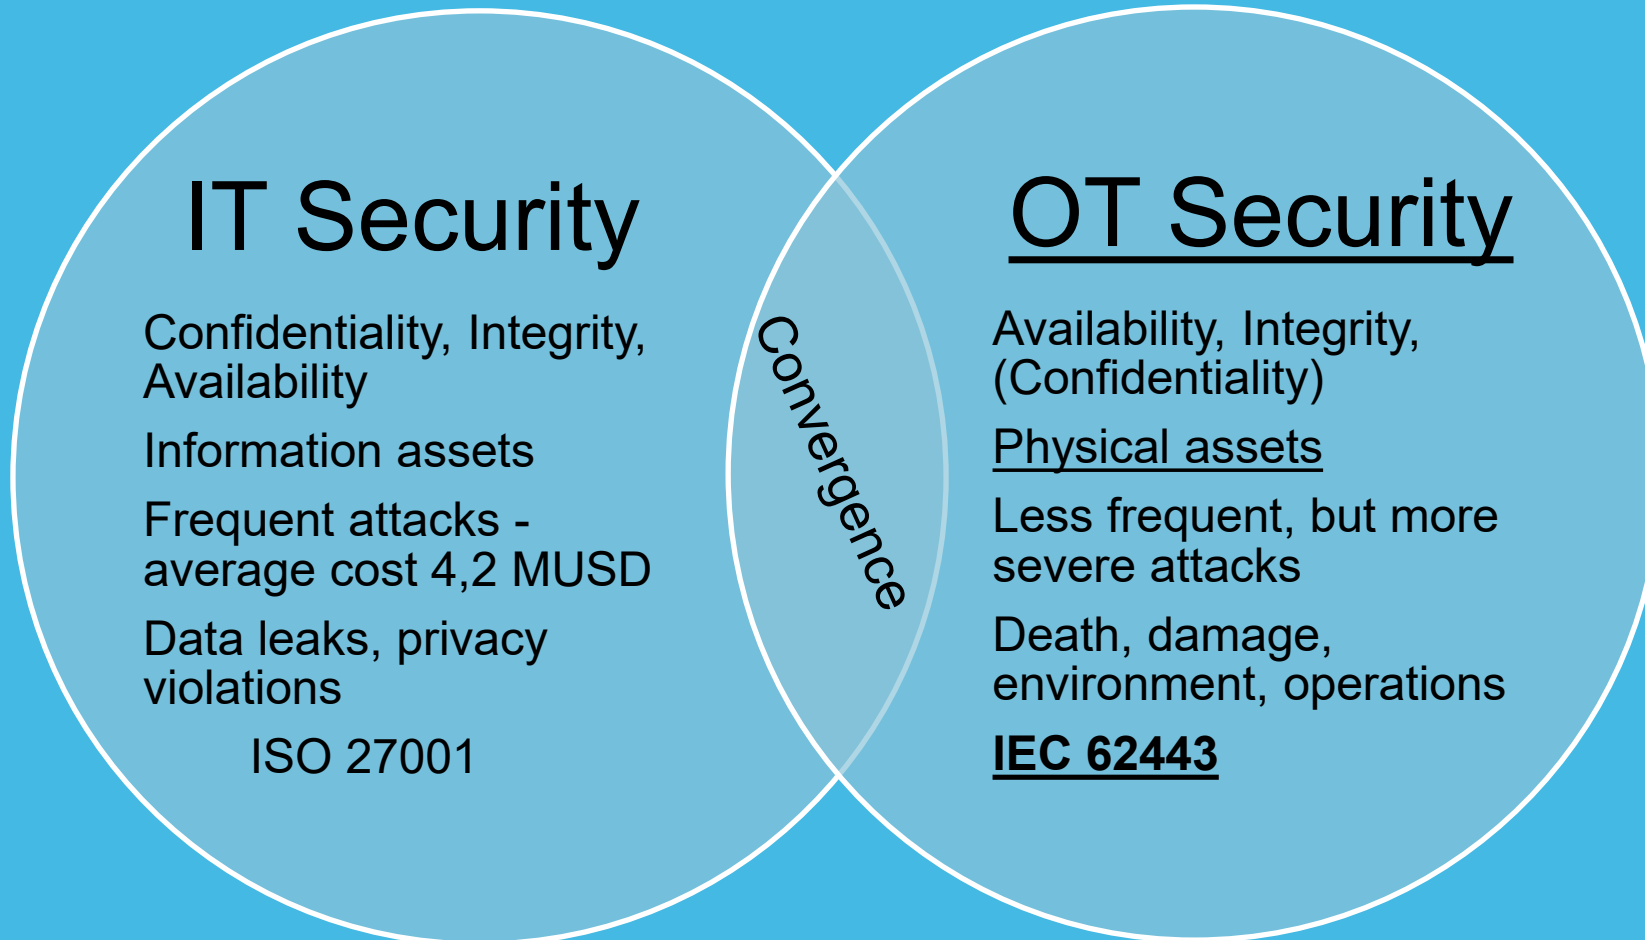 IT Security
Confidentiality, Integrity,
Availability
Information assets
Frequent attacks -
average cost 4,2 MUSD
Data leaks, privacy
violations
ISO 27001
Convergence
OT Security
Availability, Integrity,
(Confidentiality)
Physical assets
Less frequent, but more
severe attacks
Death, damage,
environment, operations
IEC 62443